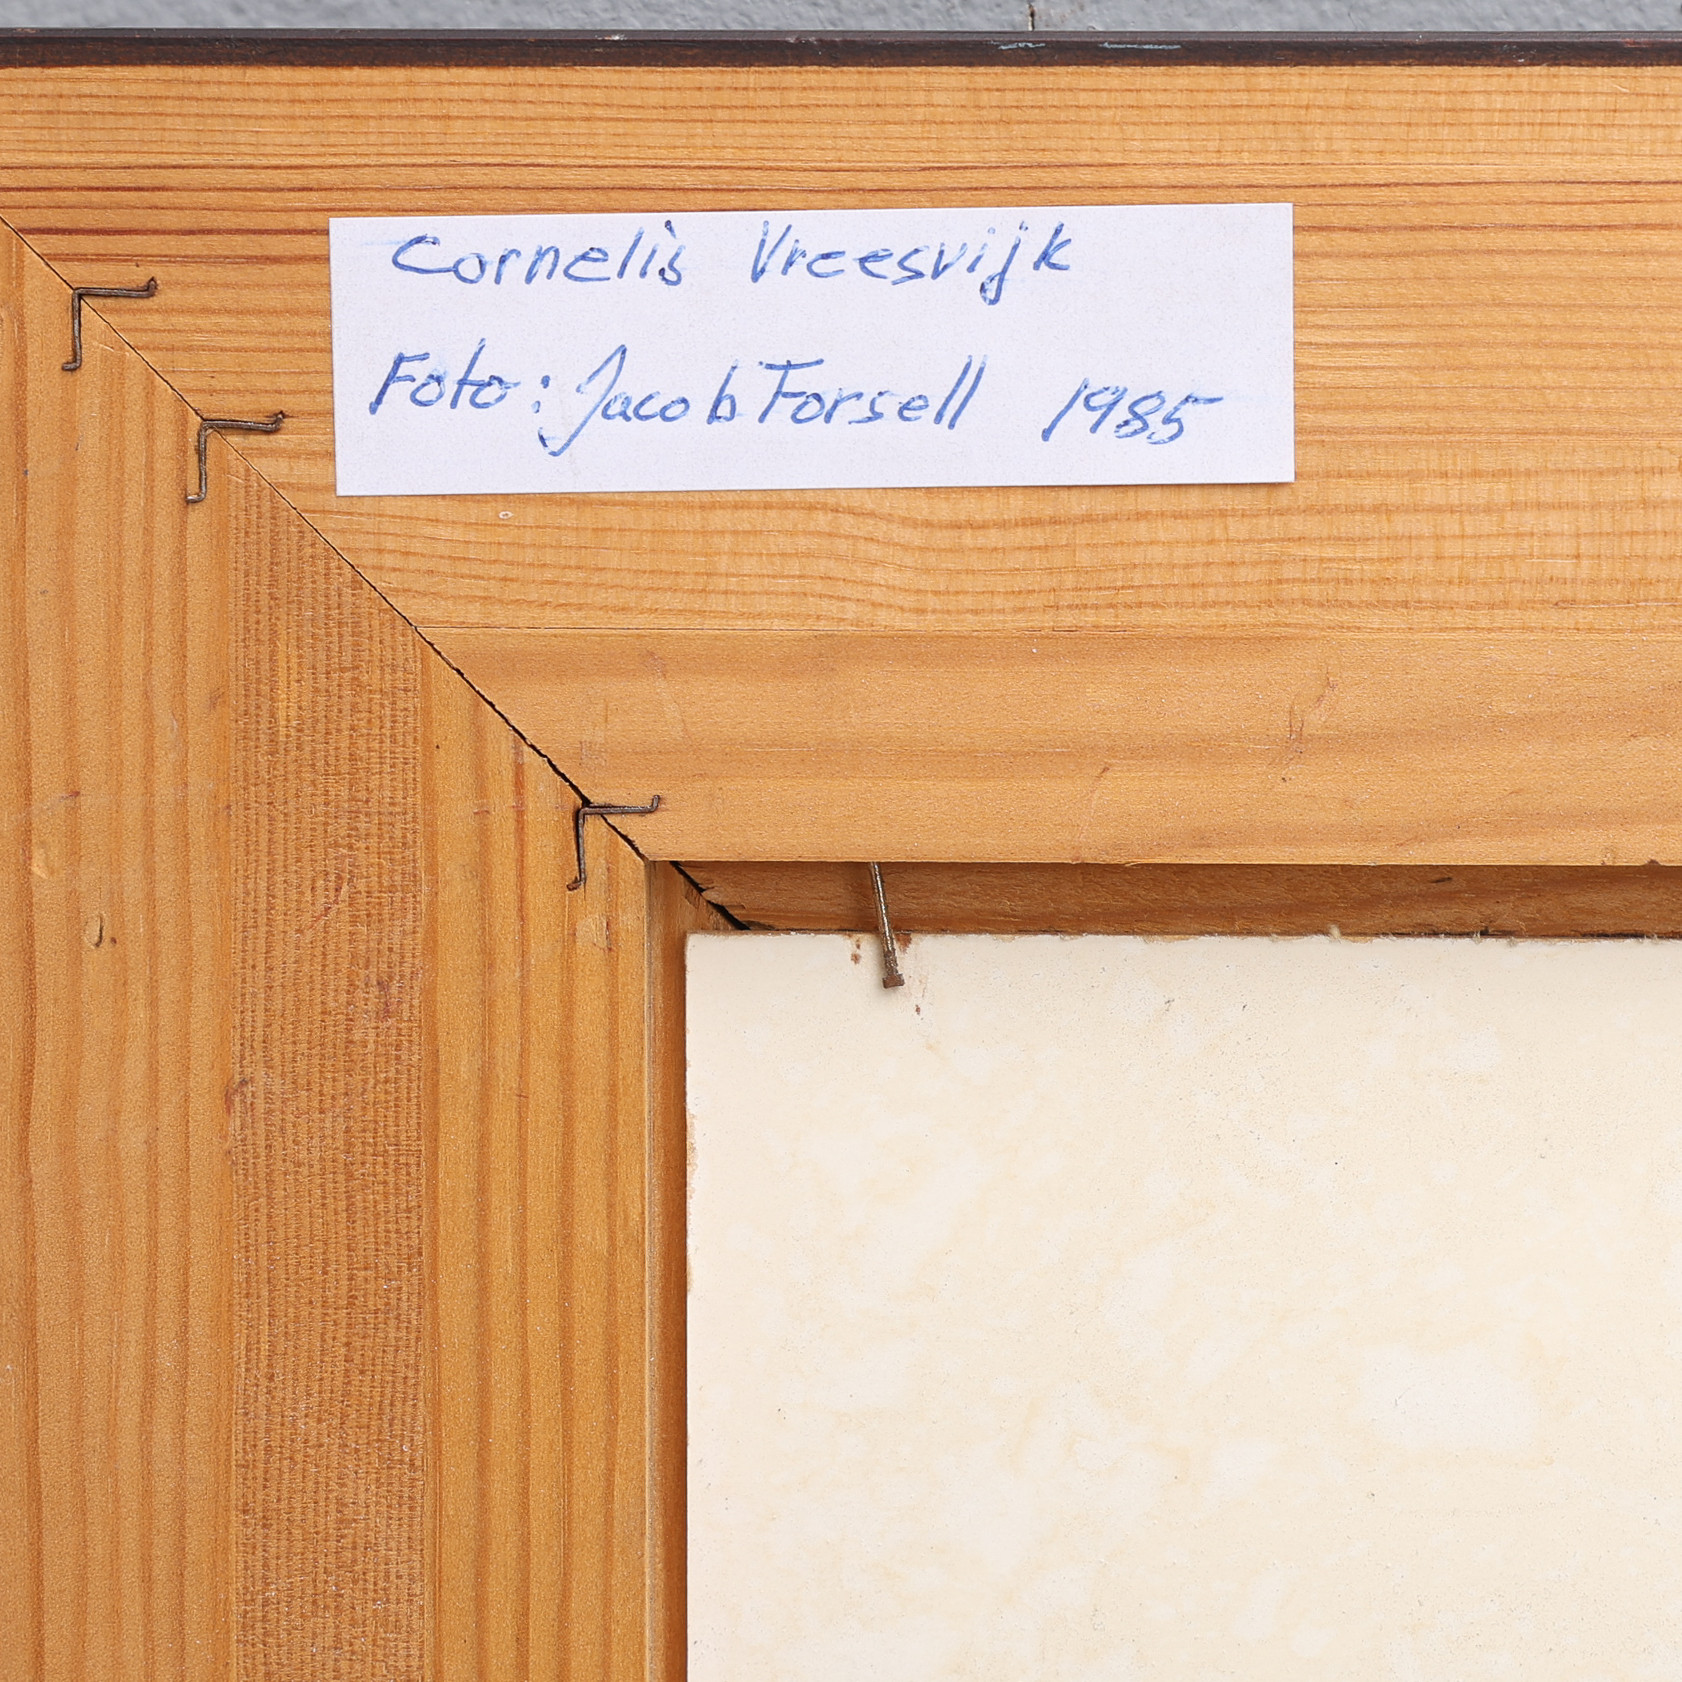 Cornelis Vreesvijk
Foto: Jacob Forsell 1985